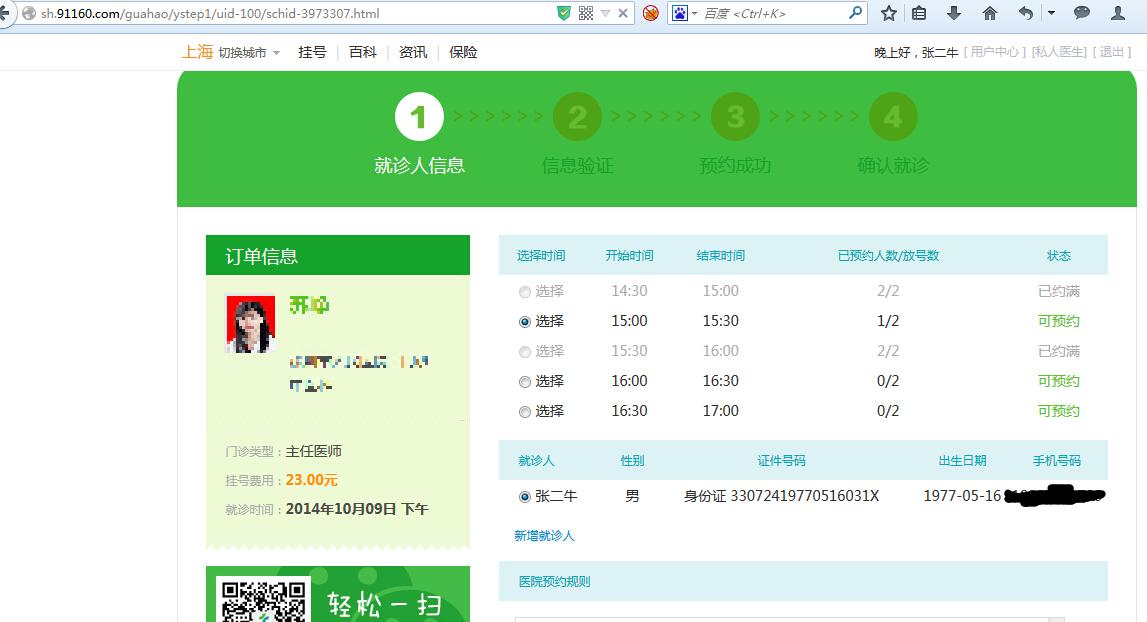 sh.91160.com/guahao/ystep1/uid-100/schid-3973307.html 百度 <Ctrl+K>
上海 切换城市 挂号 百科 资讯 保险 晚上好，张二牛 [ 用户中心 ] [私人医生] [ 退出 ]
1 > > > > > > 2 > > > > > > 3 > > > > > > 4
就诊人信息 信息验证 预约成功 确认就诊
订单信息
门诊类型：主任医师
挂号费用：23.00元
就诊时间：2014年10月09日 下午
轻松一扫
选择时间 开始时间 结束时间 已预约人数/放号数 状态
选择 14:30 15:00 2/2 已约满
选择 15:00 15:30 1/2 可预约
选择 15:30 16:00 2/2 已约满
选择 16:00 16:30 0/2 可预约
选择 16:30 17:00 0/2 可预约
就诊人 性别 证件号码 出生日期 手机号码
张二牛 男 身份证 33072419770516031X 1977-05-16
新增就诊人
医院预约规则